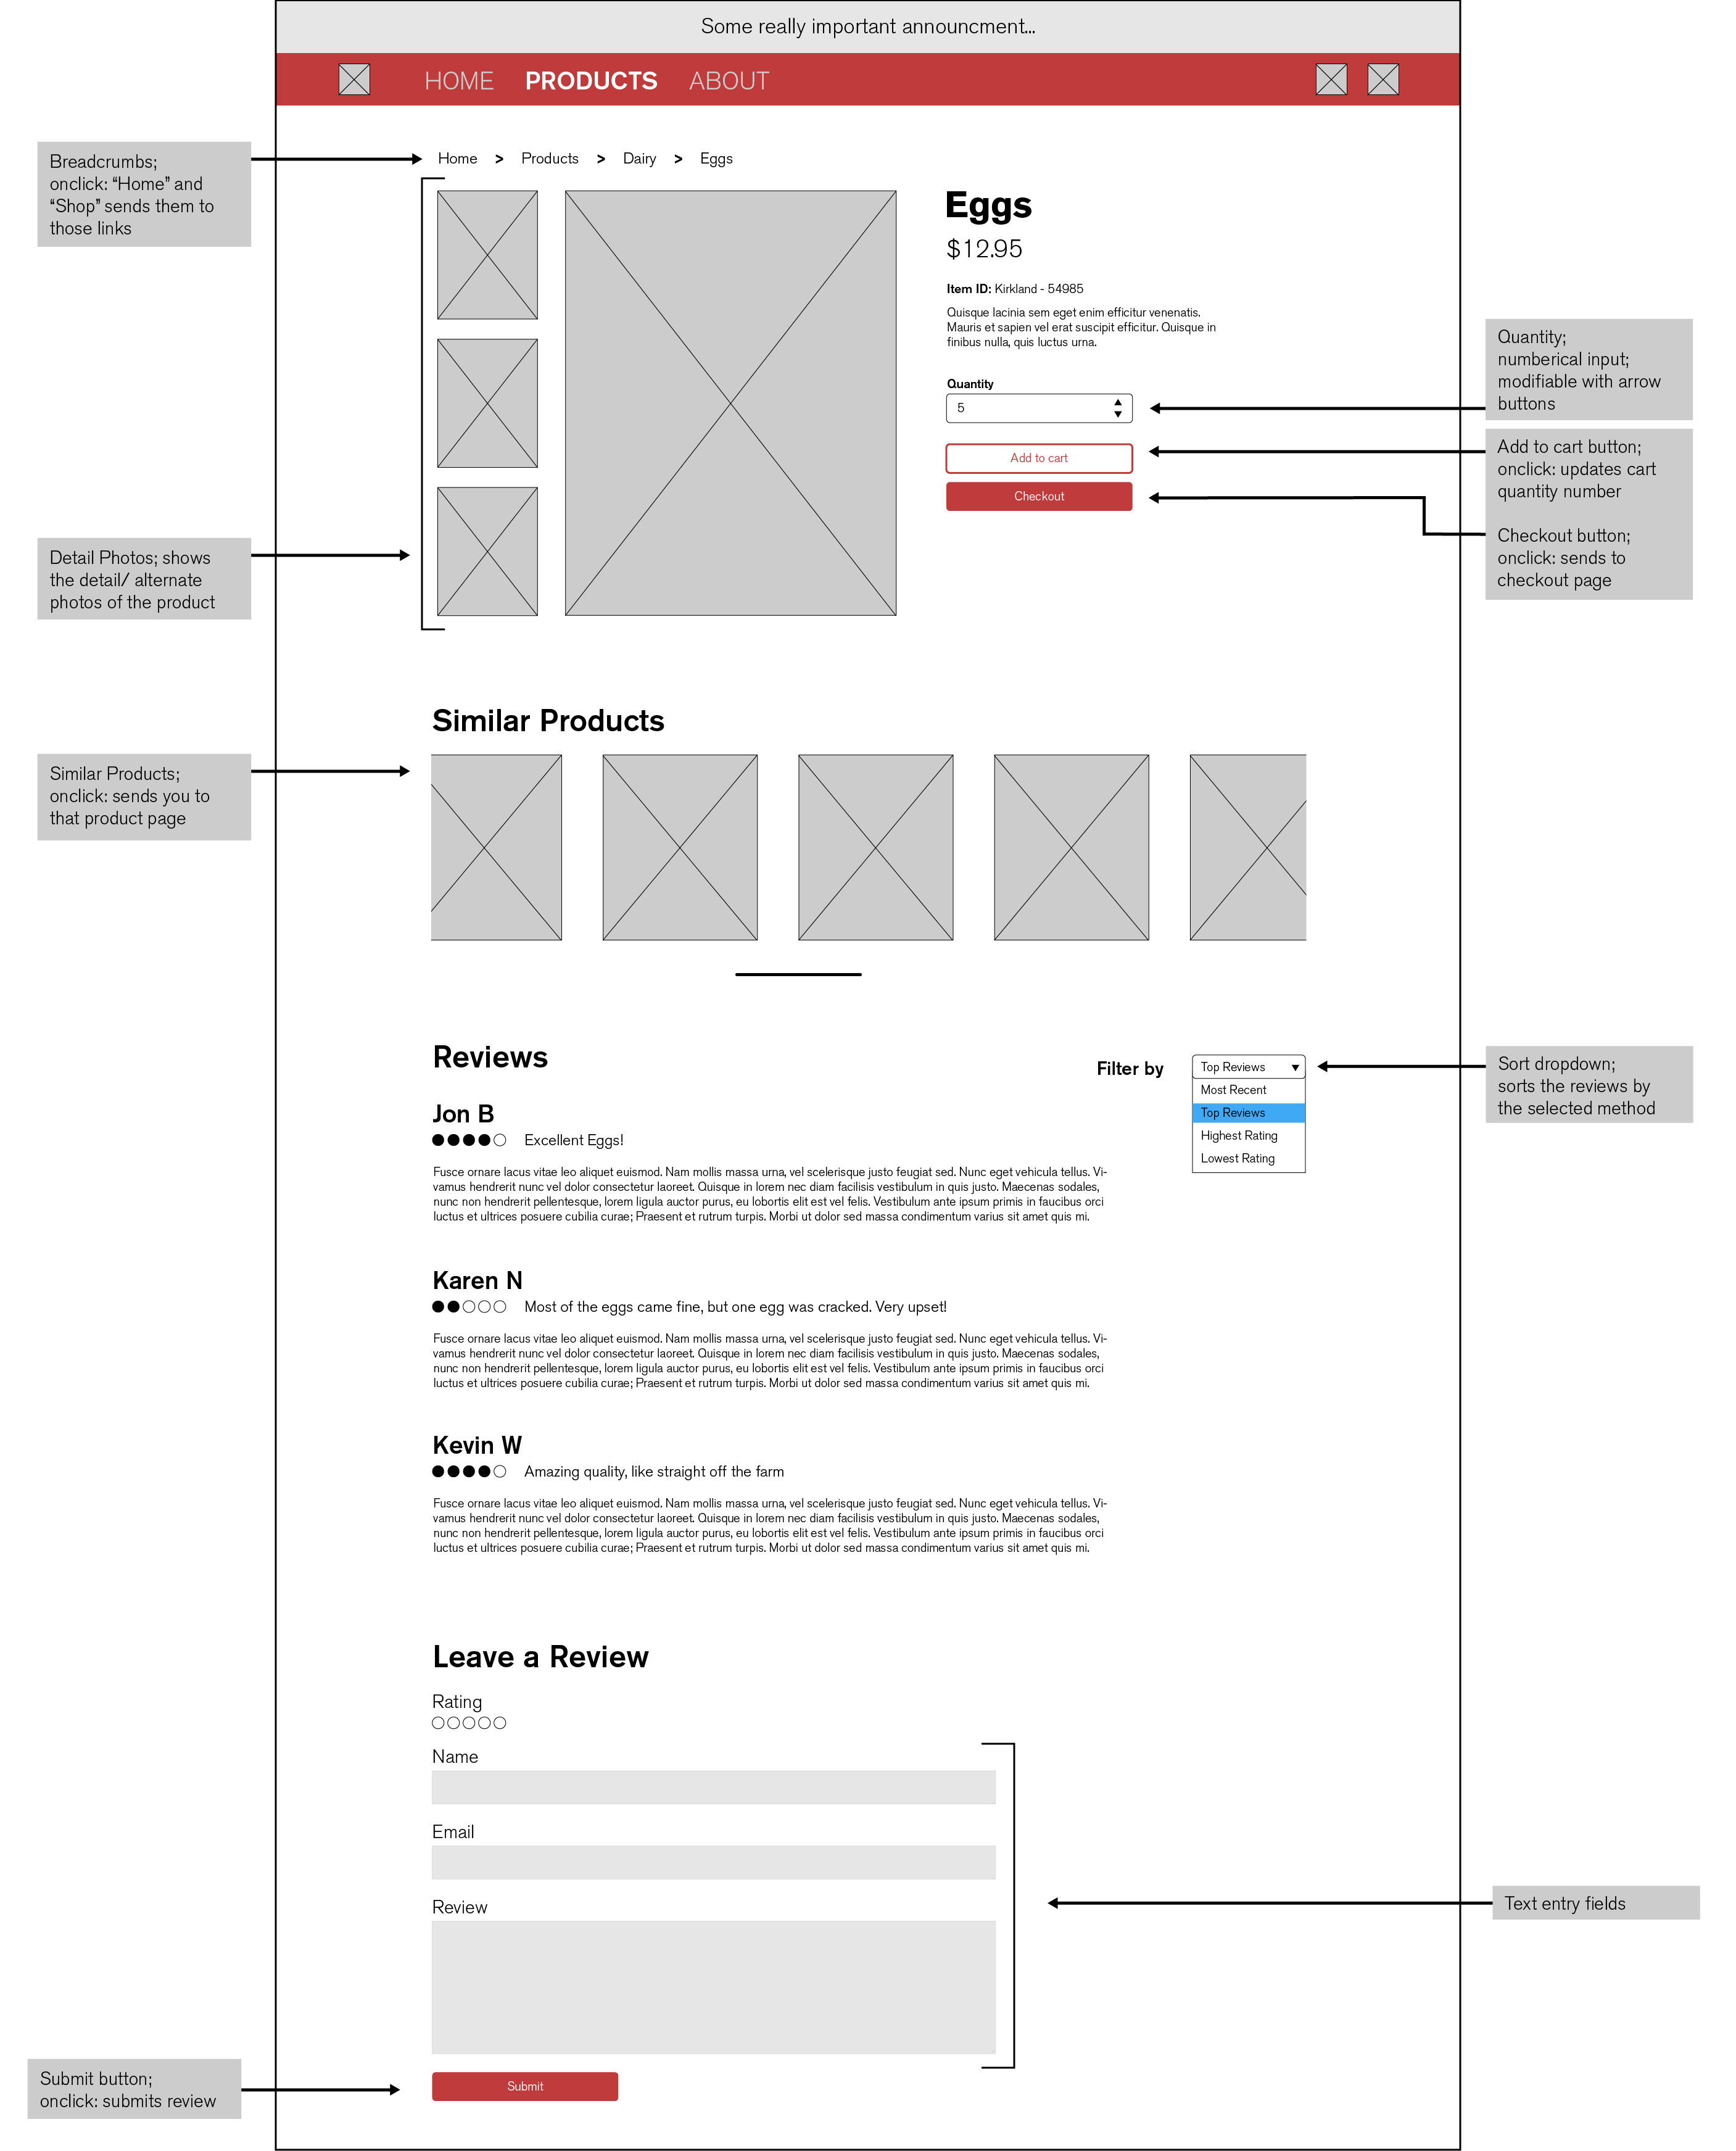 Some really important announcment...
HOME PRODUCTS ABOUT
Breadcrumbs;
onclick: “Home” and
“Shop” sends them to
those links
Home > Products > Dairy > Eggs
Eggs
$12.95
Item ID: Kirkland - 54985
Quisque lacinia sem eget enim efficitur venenatis.
Mauris et sapien vel erat suscipit efficitur. Quisque in
finibus nulla, quis luctus urna.
Quantity
5
Add to cart
Checkout
Quantity;
numberical input;
modifiable with arrow
buttons
Add to cart button;
onclick: updates cart
quantity number
Checkout button;
onclick: sends to
checkout page
Detail Photos; shows
the detail/ alternate
photos of the product
Similar Products
Similar Products;
onclick: sends you to
that product page
Reviews
Filter by
Top Reviews
Most Recent
Top Reviews
Highest Rating
Lowest Rating
Sort dropdown;
sorts the reviews by
the selected method
Jon B
Excellent Eggs!
Fusce ornare lacus vitae leo aliquet euismod. Nam mollis massa urna, vel scelerisque justo feugiat sed. Nunc eget vehicula tellus. Vi-
vamus hendrerit nunc vel dolor consectetur laoreet. Quisque in lorem nec diam facilisis vestibulum in quis justo. Maecenas sodales,
nunc non hendrerit pellentesque, lorem ligula auctor purus, eu lobortis elit est vel felis. Vestibulum ante ipsum primis in faucibus orci
luctus et ultrices posuere cubilia curae; Praesent et rutrum turpis. Morbi ut dolor sed massa condimentum varius sit amet quis mi.
Karen N
Most of the eggs came fine, but one egg was cracked. Very upset!
Fusce ornare lacus vitae leo aliquet euismod. Nam mollis massa urna, vel scelerisque justo feugiat sed. Nunc eget vehicula tellus. Vi-
vamus hendrerit nunc vel dolor consectetur laoreet. Quisque in lorem nec diam facilisis vestibulum in quis justo. Maecenas sodales,
nunc non hendrerit pellentesque, lorem ligula auctor purus, eu lobortis elit est vel felis. Vestibulum ante ipsum primis in faucibus orci
luctus et ultrices posuere cubilia curae; Praesent et rutrum turpis. Morbi ut dolor sed massa condimentum varius sit amet quis mi.
Kevin W
Amazing quality, like straight off the farm
Fusce ornare lacus vitae leo aliquet euismod. Nam mollis massa urna, vel scelerisque justo feugiat sed. Nunc eget vehicula tellus. Vi-
vamus hendrerit nunc vel dolor consectetur laoreet. Quisque in lorem nec diam facilisis vestibulum in quis justo. Maecenas sodales,
nunc non hendrerit pellentesque, lorem ligula auctor purus, eu lobortis elit est vel felis. Vestibulum ante ipsum primis in faucibus orci
luctus et ultrices posuere cubilia curae; Praesent et rutrum turpis. Morbi ut dolor sed massa condimentum varius sit amet quis mi.
Leave a Review
Rating
Name
Email
Review
Text entry fields
Submit button;
onclick: submits review
Submit